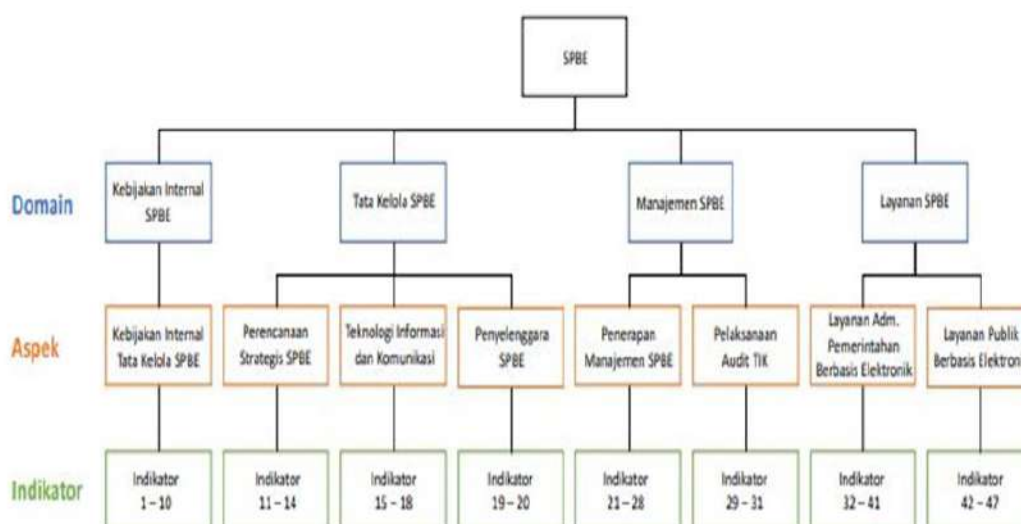 SPBE
Domain
Kebijakan Internal
SPBE
Tata Kelola SPBE
Manajemen SPBE
Layanan SPBE
Aspek
Kebijakan Internal
Tata Kelola SPBE
Perencanaan
Strategis SPBE
Teknologi Informasi
dan Komunikasi
Penyelenggara
SPBE
Penerapan
Manajemen SPBE
Pelaksanaan
Audit TIK
Layanan Adm.
Pemerintahan
Berbasis Elektronik
Layanan Publik
Berbasis Elektroni
Indikator
Indikator
1 – 10
Indikator
11 – 14
Indikator
15 – 18
Indikator
19 – 20
Indikator
21 – 28
Indikator
29 – 31
Indikator
32 – 41
Indikator
42 – 47